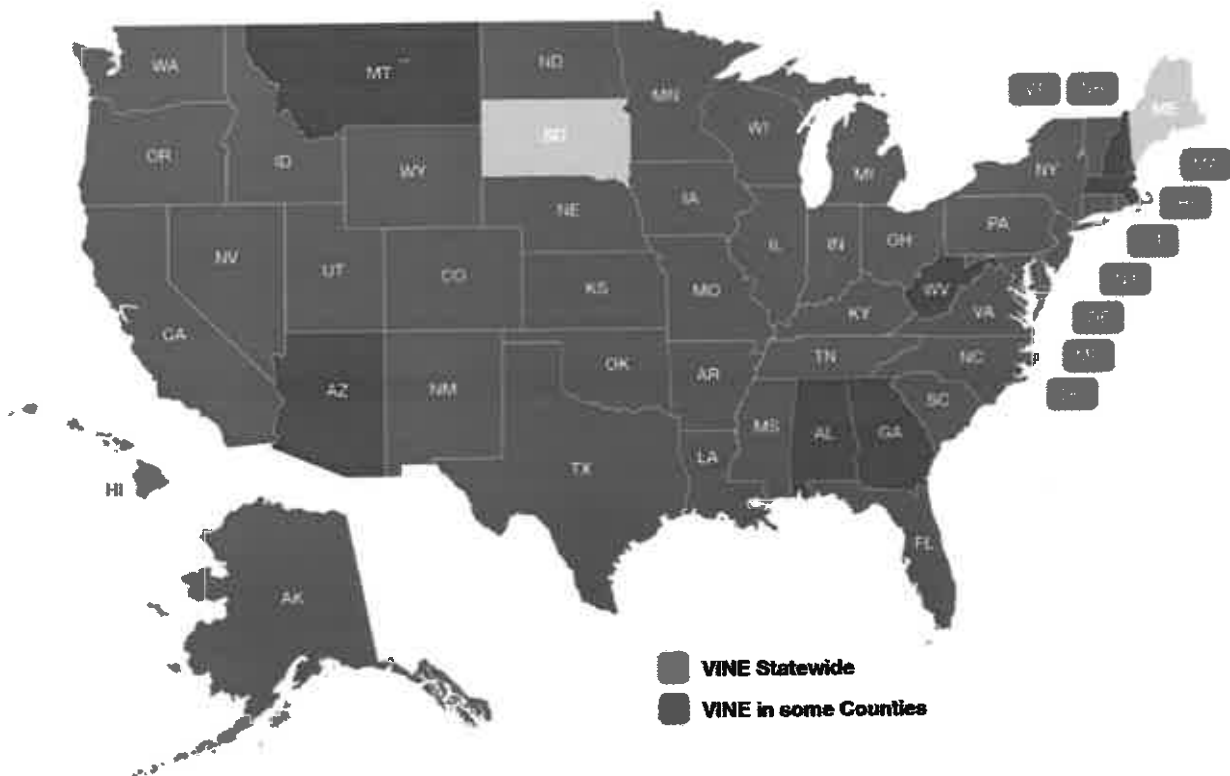 WA
MT
ND
MN
SD
ME
OR
ID
WY
WI
MI
NY
IA
NE
PA
NV
UT
CO
IL
IN
OH
KS
MO
WV
KY
VA
CA
OK
TN
NC
AZ
NM
AR
SC
MS
AL
GA
LA
TX
HI
FL
AK
VINE Statewide
VINE in some Counties